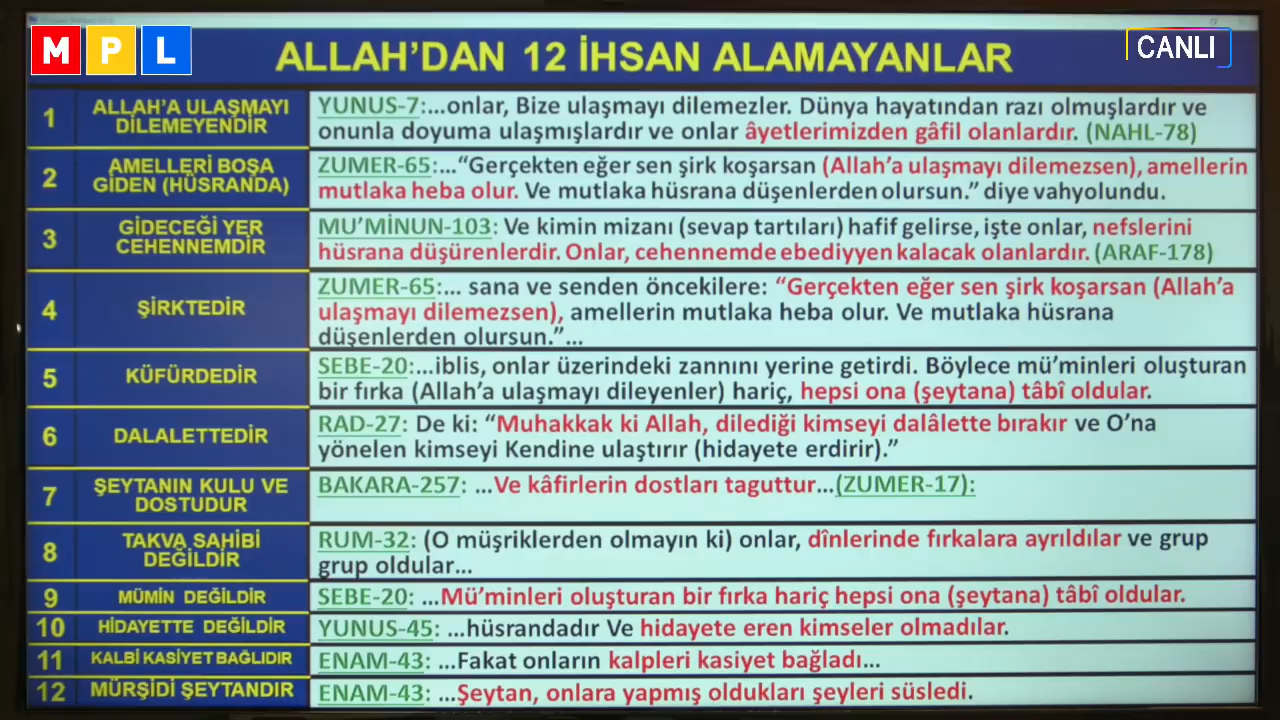 MPL
CANLI
ALLAH'DAN 12 İHSAN ALAMAYANLAR
1
ALLAH'A ULAŞMAYI
DİLEMEYENDİR
YUNUS-7:...onlar, Bize ulaşmayı dilemezler. Dünya hayatından razı olmuşlardır ve
onunla doyuma ulaşmışlardır ve onlar âyetlerimizden gâfil olanlardır. (NAHL-78)
2
AMELLERİ BOŞA
GİDEN (HÜSRANDA)
ZUMER-65:...“Gerçekten eğer sen şirk koşarsan (Allah'a ulaşmayı dilemezsen), amellerin
mutlaka heba olur. Ve mutlaka hüsrana düşenlerden olursun.” diye vahyolundu.
3
GİDECEĞİ YER
CEHENNEMDİR
MU'MİNUN-103: Ve kimin mizanı (sevap tartıları) hafif gelirse, işte onlar, nefslerini
hüsrana düşürenlerdir. Onlar, cehennemde ebediyyen kalacak olanlardır. (ARAF-178)
4
ŞİRKTEDİR
ZUMER-65:... sana ve senden öncekilere: “Gerçekten eğer sen şirk koşarsan (Allah'a
ulaşmayı dilemezsen), amellerin mutlaka heba olur. Ve mutlaka hüsrana
düşenlerden olursun.”...
5
KÜFÜRDEDİR
SEBE-20:...iblis, onlar üzerindeki zannını yerine getirdi. Böylece mü'minleri oluşturan
bir fırka (Allah'a ulaşmayı dileyenler) hariç, hepsi ona (şeytana) tâbî oldular.
6
DALALETTEDİR
RAD-27: De ki: “Muhakkak ki Allah, dilediği kimseyi dalâlette bırakır ve O'na
yönelen kimseyi Kendine ulaştırır (hidayete erdirir).”
7
ŞEYTANIN KULU VE
DOSTUDUR
BAKARA-257: ...Ve kâfirlerin dostları taguttur...(ZUMER-17):
8
TAKVA SAHİBİ
DEĞİLDİR
RUM-32: (O müşriklerden olmayın ki) onlar, dînlerinde fırkalara ayrıldılar ve grup
grup oldular...
9
MÜMİN DEĞİLDİR
SEBE-20: ...Mü'minleri oluşturan bir fırka hariç hepsi ona (şeytana) tâbî oldular.
10
HİDAYETTE DEĞİLDİR
YUNUS-45: ...hüsrandadır Ve hidayete eren kimseler olmadılar.
11
KALBİ KASİYET BAĞLIDIR
ENAM-43: ...Fakat onların kalpleri kasiyet bağladı...
12
MÜRŞİDİ ŞEYTANDIR
ENAM-43: ...Şeytan, onlara yapmış oldukları şeyleri süsledi.